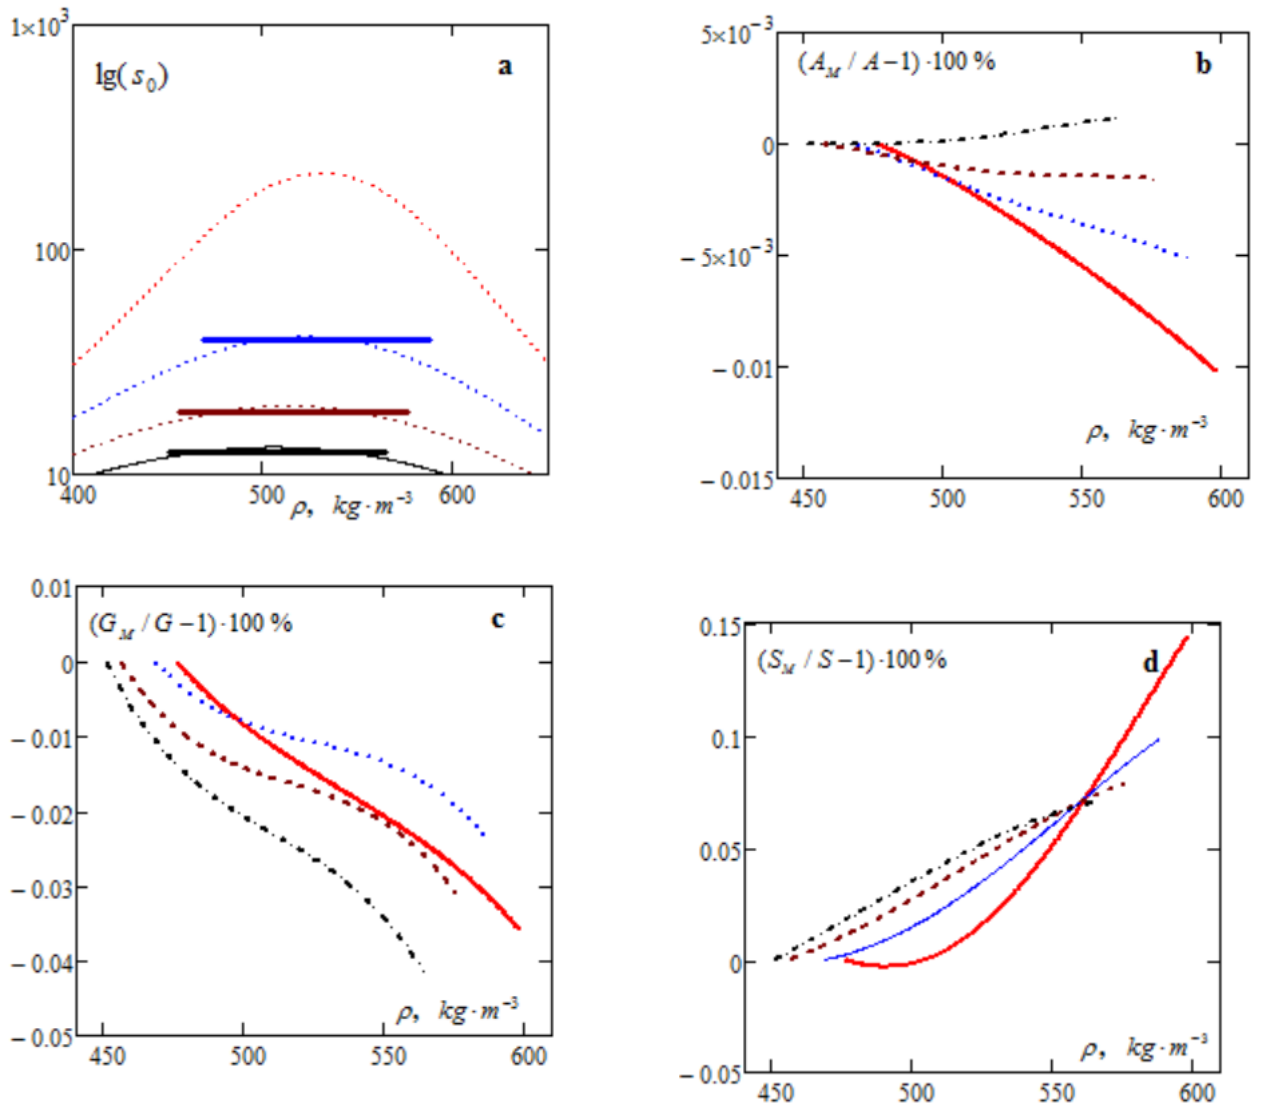 1×10³
lg(s₀)
a
100
10
400
500
600
ρ, kg·m⁻³
5×10⁻³
(A_M / A−1)·100 %
b
0
−5×10⁻³
−0.01
−0.015
ρ, kg·m⁻³
450
500
550
600
0.01
(G_M / G−1)·100 %
c
0
−0.01
−0.02
−0.03
−0.04
−0.05
ρ, kg·m⁻³
450
500
550
600
0.15
(S_M / S−1)·100 %
d
0.1
0.05
0
−0.05
ρ, kg·m⁻³
450
500
550
600